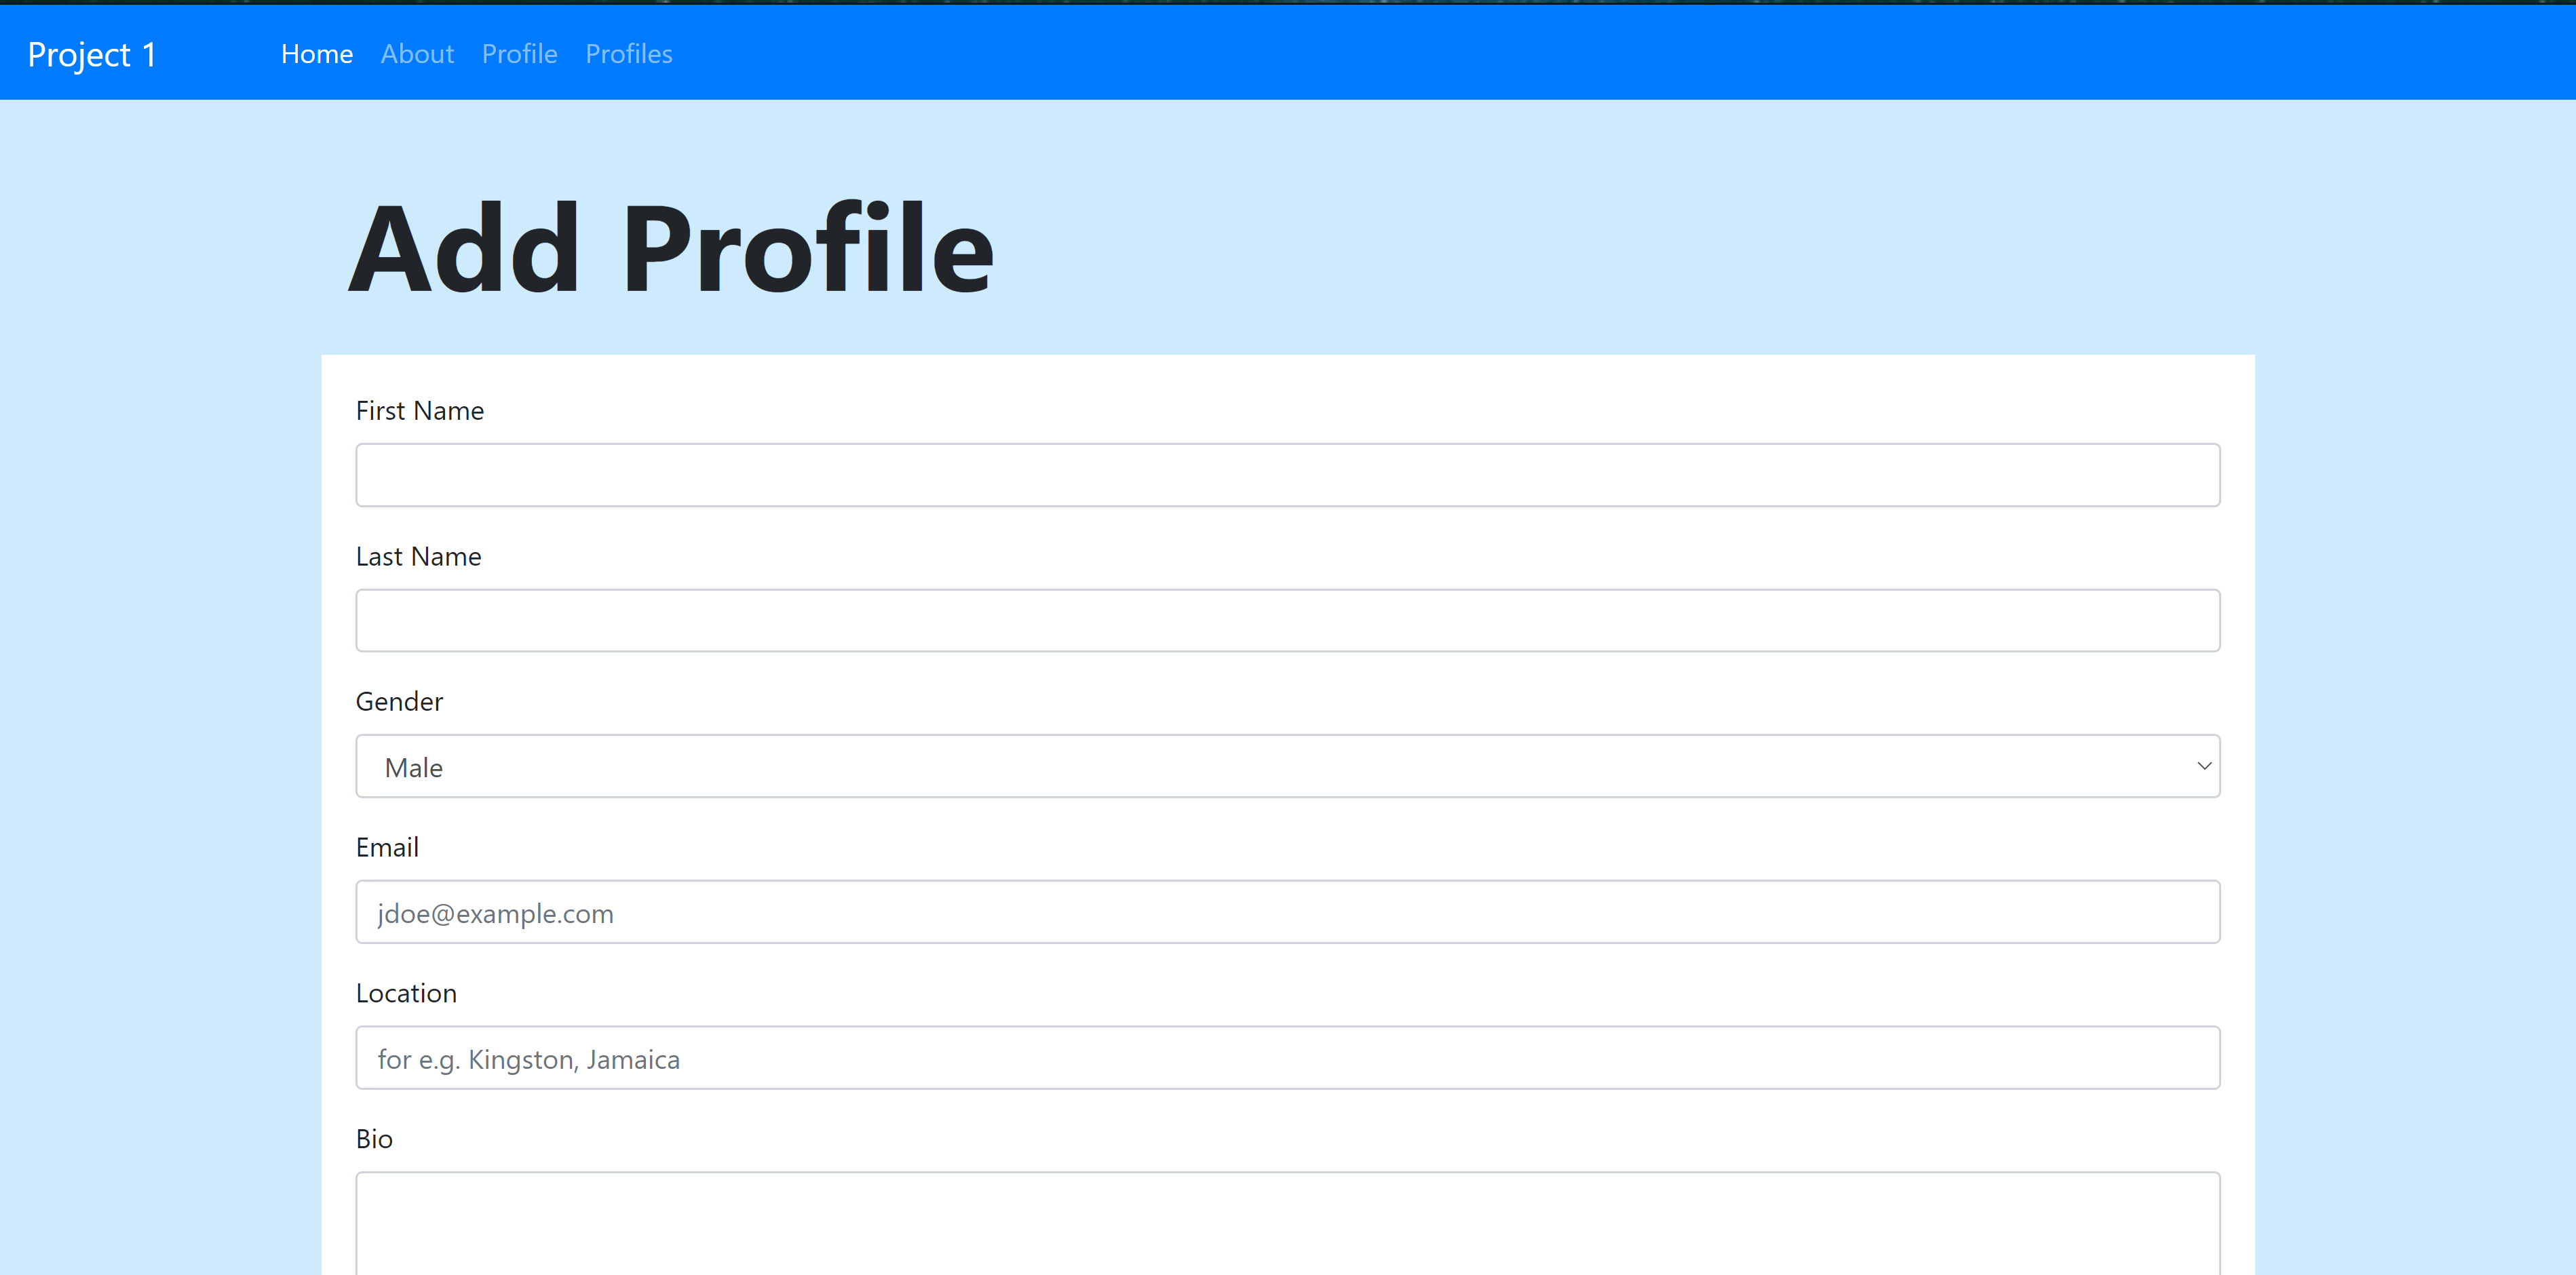 Project 1 Home About Profile Profiles
Add Profile
First Name
Last Name
Gender
Male
Email
jdoe@example.com
Location
for e.g. Kingston, Jamaica
Bio